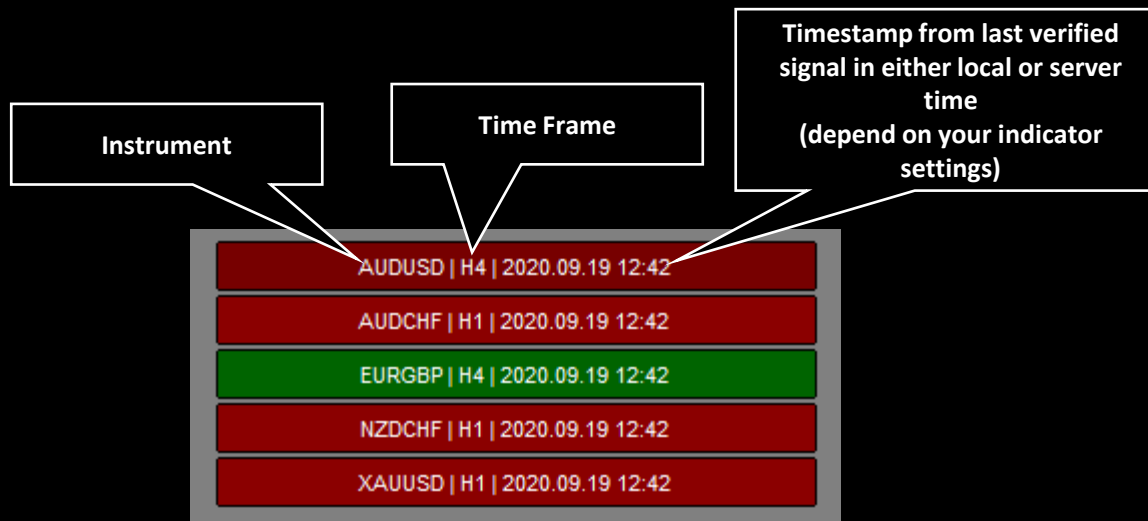 Timestamp from last verified
signal in either local or server
time
(depend on your indicator
settings)
Time Frame
Instrument
AUDUSD | H4 | 2020.09.19 12:42
AUDCHF | H1 | 2020.09.19 12:42
EURGBP | H4 | 2020.09.19 12:42
NZDCHF | H1 | 2020.09.19 12:42
XAUUSD | H1 | 2020.09.19 12:42